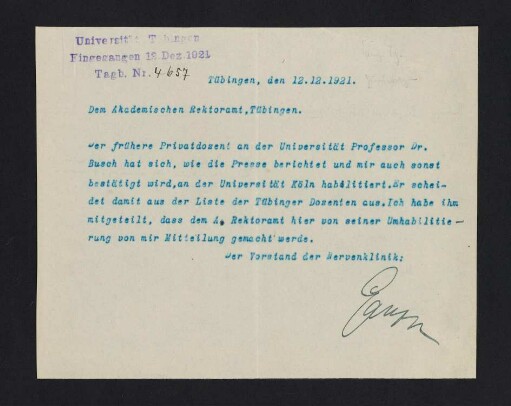 Universität Tübingen
Eingegangen 12 Dez. 1921
Tagb. Nr. 4657
Tübingen, den 12.12.1921.
Dem Akademischen Rektoramt,Tübingen.
Der frühere Privatdozent an der Universität Professor Dr.
Busch hat sich, wie die Presse berichtet und mir auch sonst
bestätigt wird,an der Universität Köln habilitiert.Er schei-
det damit aus der Liste der Tübinger Dozenten aus.Ich habe ihm
mitgeteilt, dass dem A. Rektoramt hier von seiner Umhabilitie-
rung von mir Mitteilung gemacht werde.
Der Vorstand der Nervenklinik: